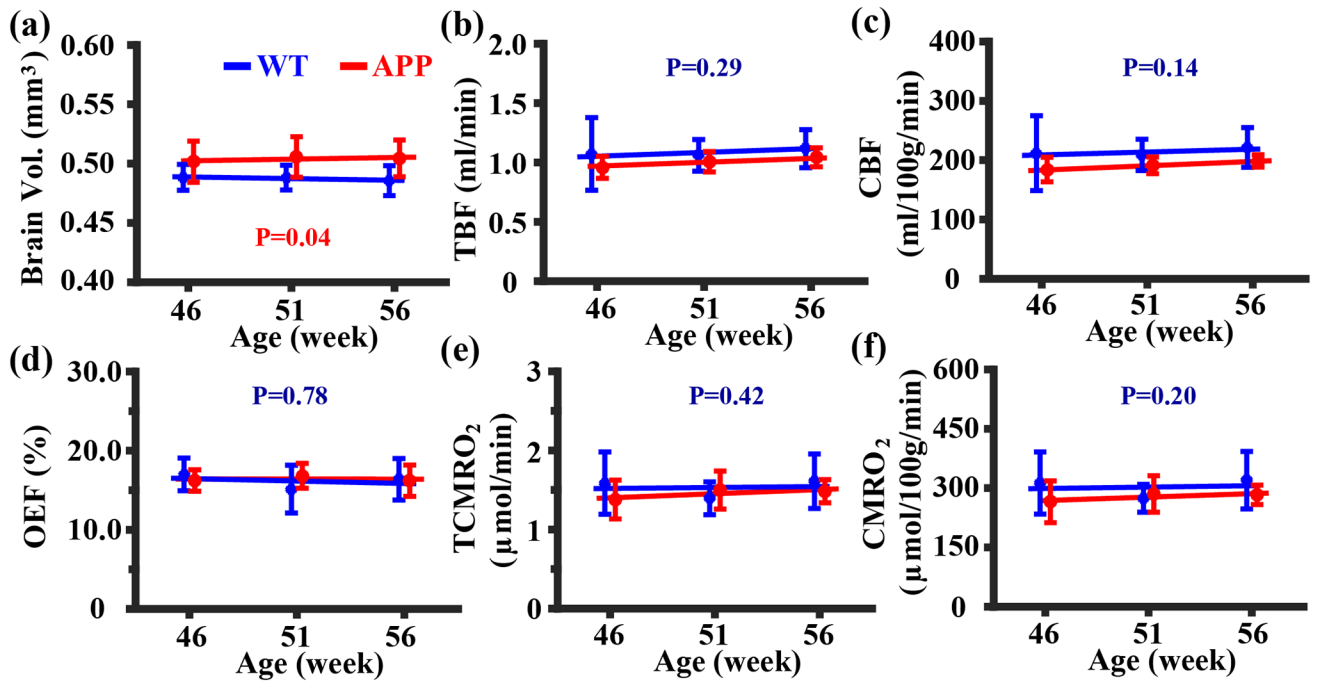 (a)
Brain Vol. (mm³)
0.60
0.55
0.50
0.45
0.40
WT
APP
P=0.04
46
51
56
Age (week)
(b)
TBF (ml/min)
2.0
1.5
1.0
0.5
0
P=0.29
46
51
56
Age (week)
(c)
CBF
(ml/100g/min)
400
300
200
100
0
P=0.14
46
51
56
Age (week)
(d)
OEF (%)
30.0
20.0
10.0
0
P=0.78
46
51
56
Age (week)
(e)
TCMRO₂
(μmol/min)
3
2
1
0
P=0.42
46
51
56
Age (week)
(f)
CMRO₂
(μmol/100g/min)
600
450
300
150
0
P=0.20
46
51
56
Age (week)